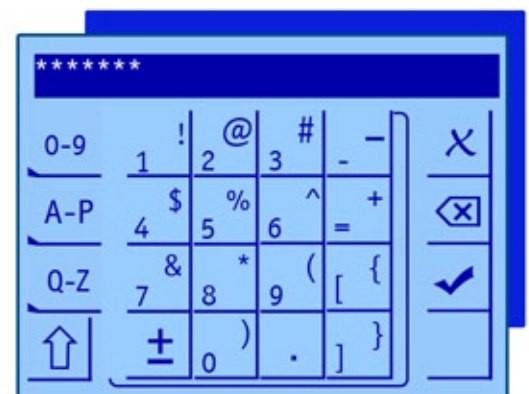 *******
0-9 1 ! 2 @ 3 # - _ X
A-P 4 $ 5 % 6 ^ = +
Q-Z 7 & 8 * 9 ( [ {
± 0 ) . ] }